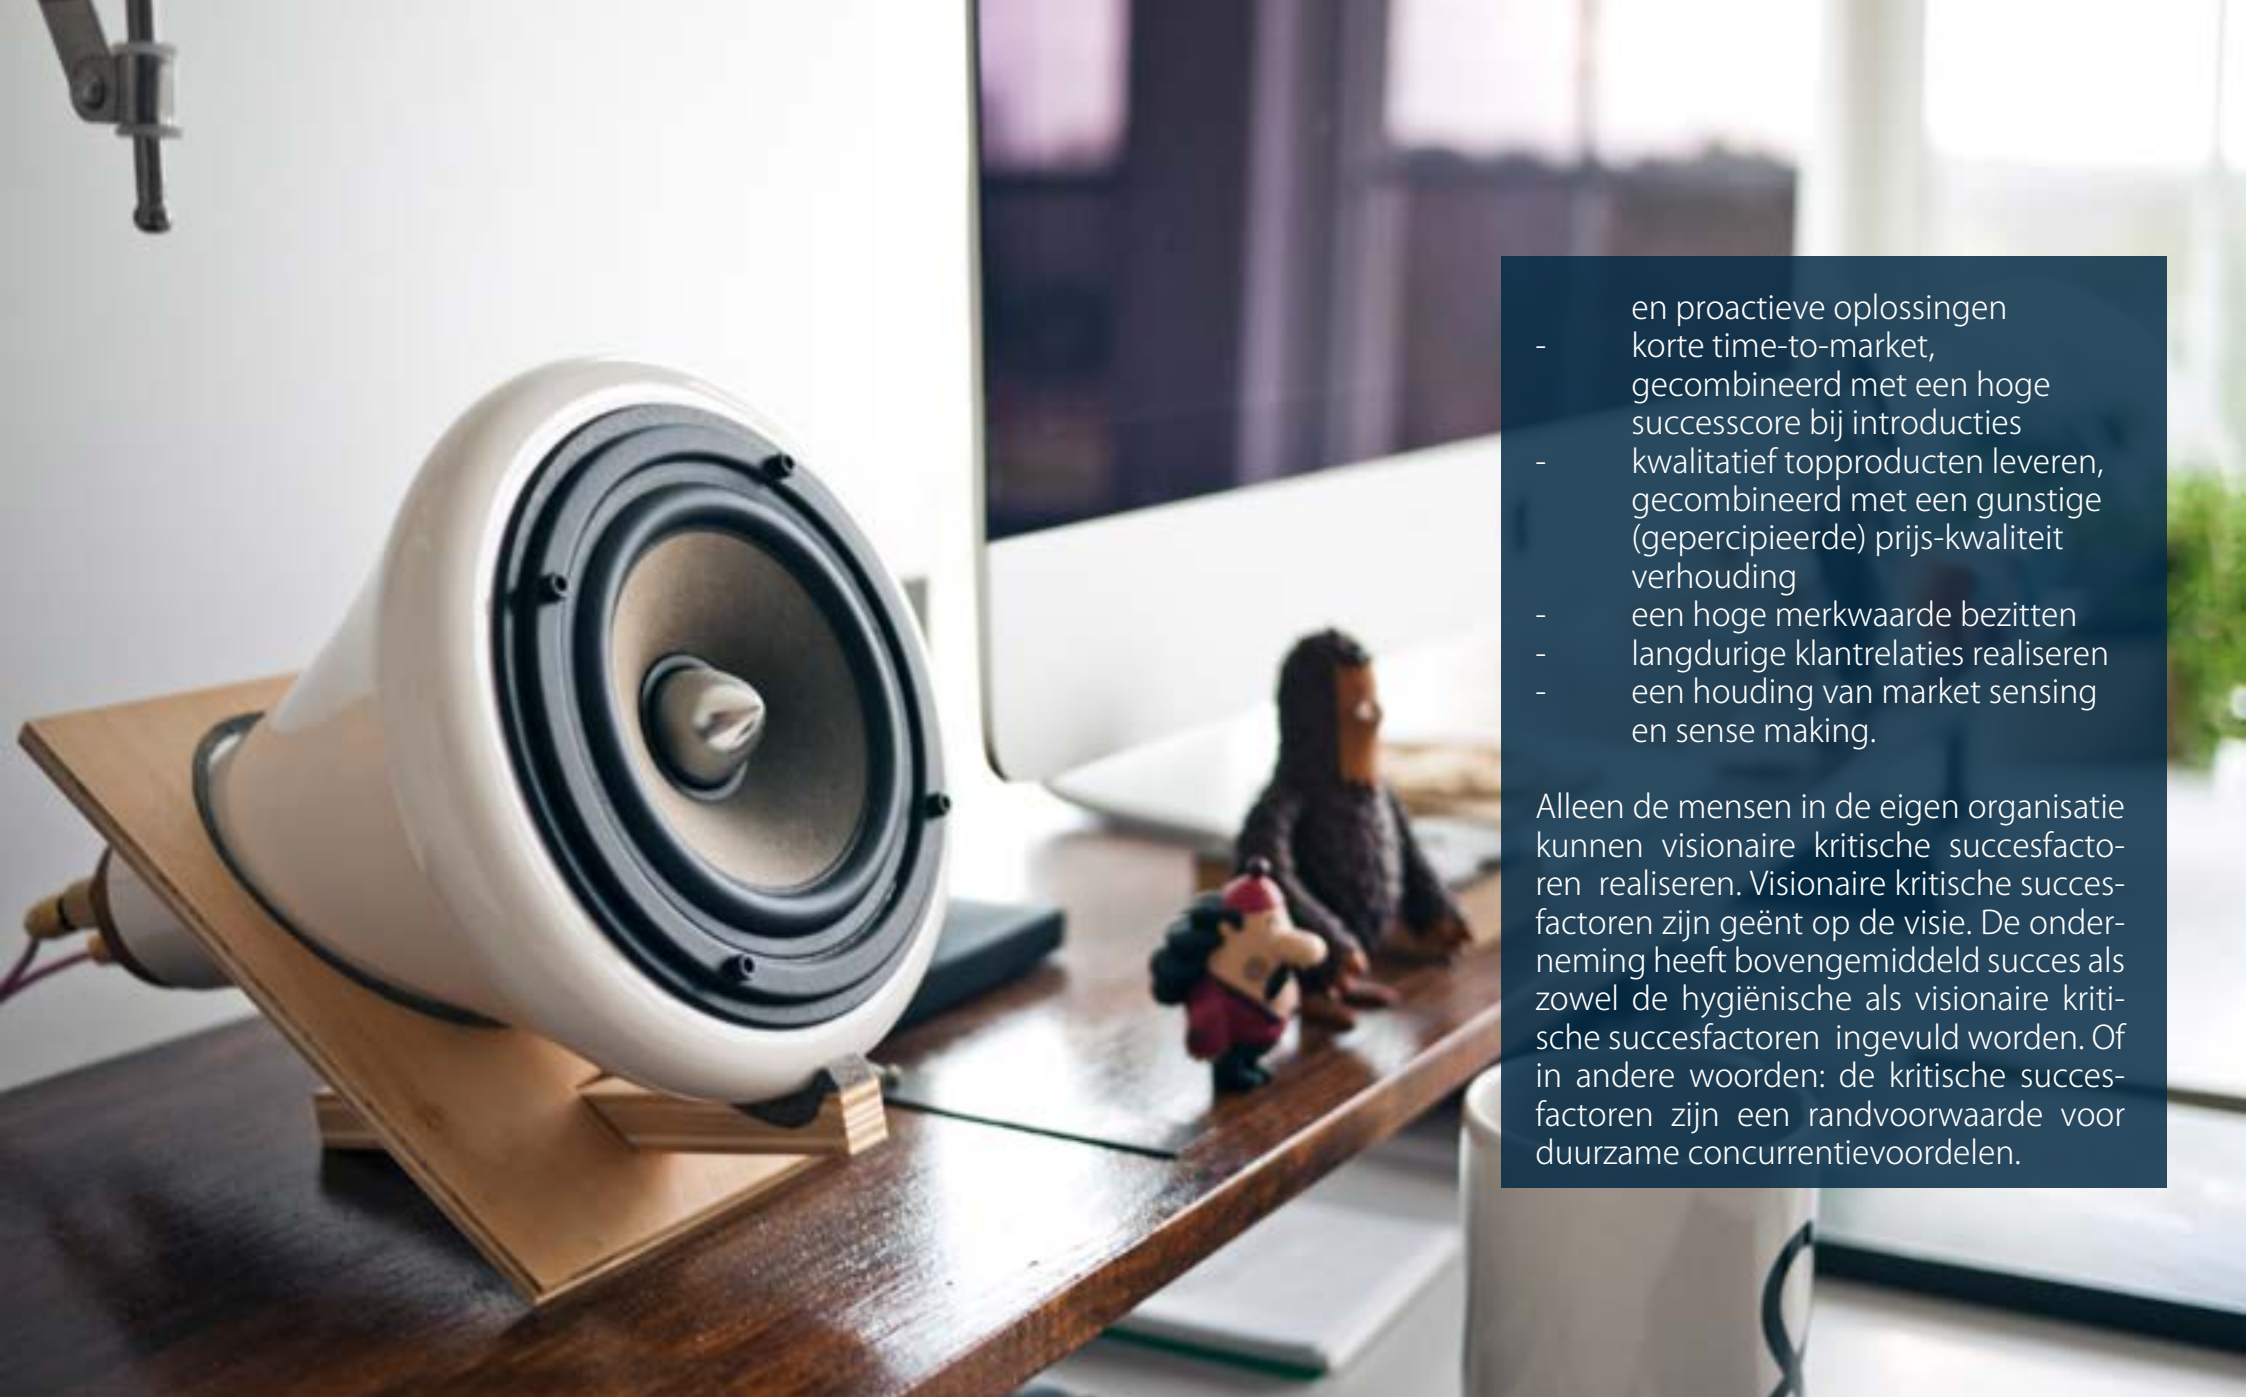 en proactieve oplossingen
- korte time-to-market,
gecombineerd met een hoge
successcore bij introducties
- kwalitatief topproducten leveren,
gecombineerd met een gunstige
(gepercipieerde) prijs-kwaliteit
verhouding
- een hoge merkwaarde bezitten
- langdurige klantrelaties realiseren
- een houding van market sensing
en sense making.
Alleen de mensen in de eigen organisatie
kunnen visionaire kritische succesfacto-
ren realiseren. Visionaire kritische succes-
factoren zijn geënt op de visie. De onder-
neming heeft bovengemiddeld succes als
zowel de hygiënische als visionaire kriti-
sche succesfactoren ingevuld worden. Of
in andere woorden: de kritische succes-
factoren zijn een randvoorwaarde voor
duurzame concurrentievoordelen.